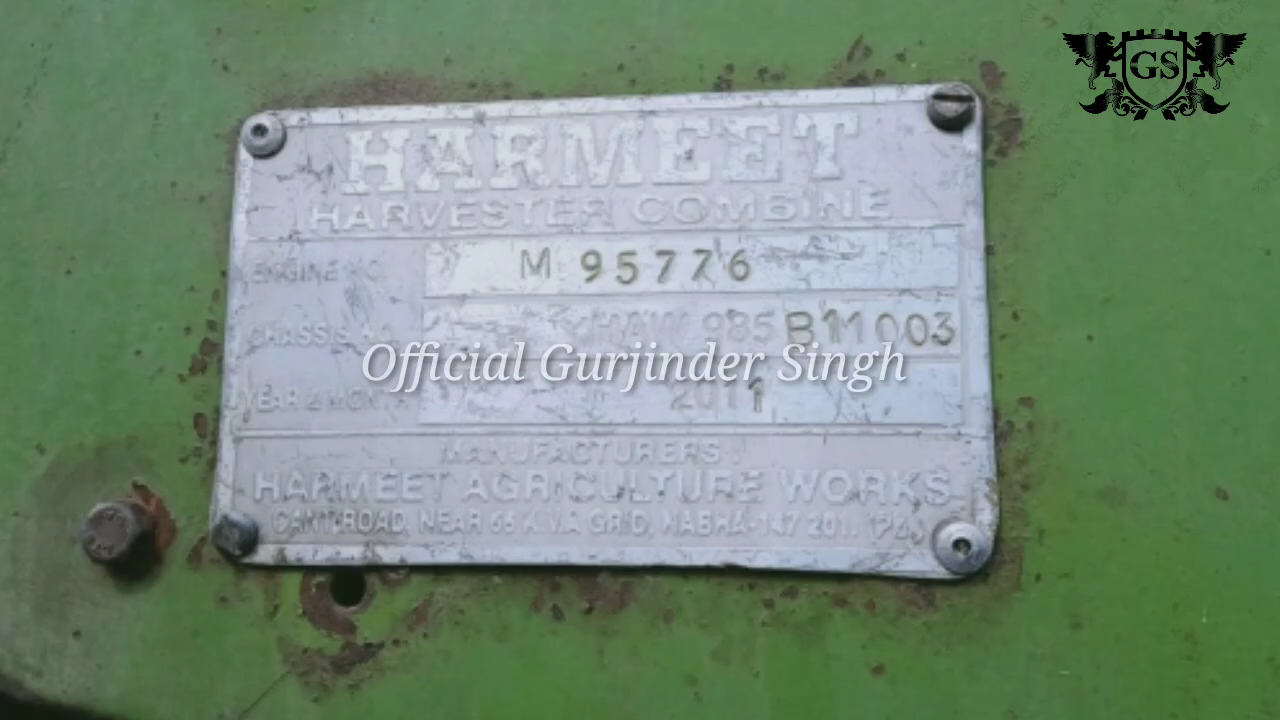 GS
HARMEET
HARVESTER COMBINE
ENGINE NO. M 95776
CHASSIS NO. HAW 985 B11003
Official Gurjinder Singh
YEAR & MONTH 2011
MANUFACTURERS :
HARMEET AGRICULTURE WORKS
ROAD, NEAR 66 K.V.A GRID, NABHA-147 201. (Pb.)